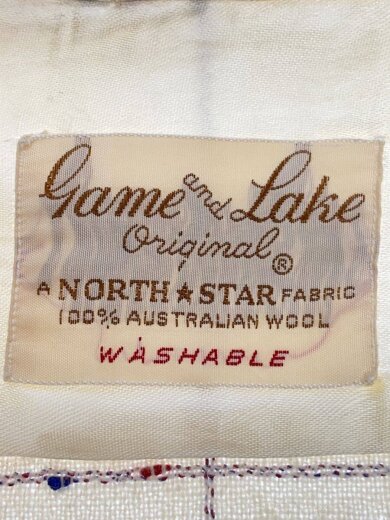 Game and Lake
Original ®
A NORTH ★ STAR FABRIC
100% AUSTRALIAN WOOL
WASHABLE